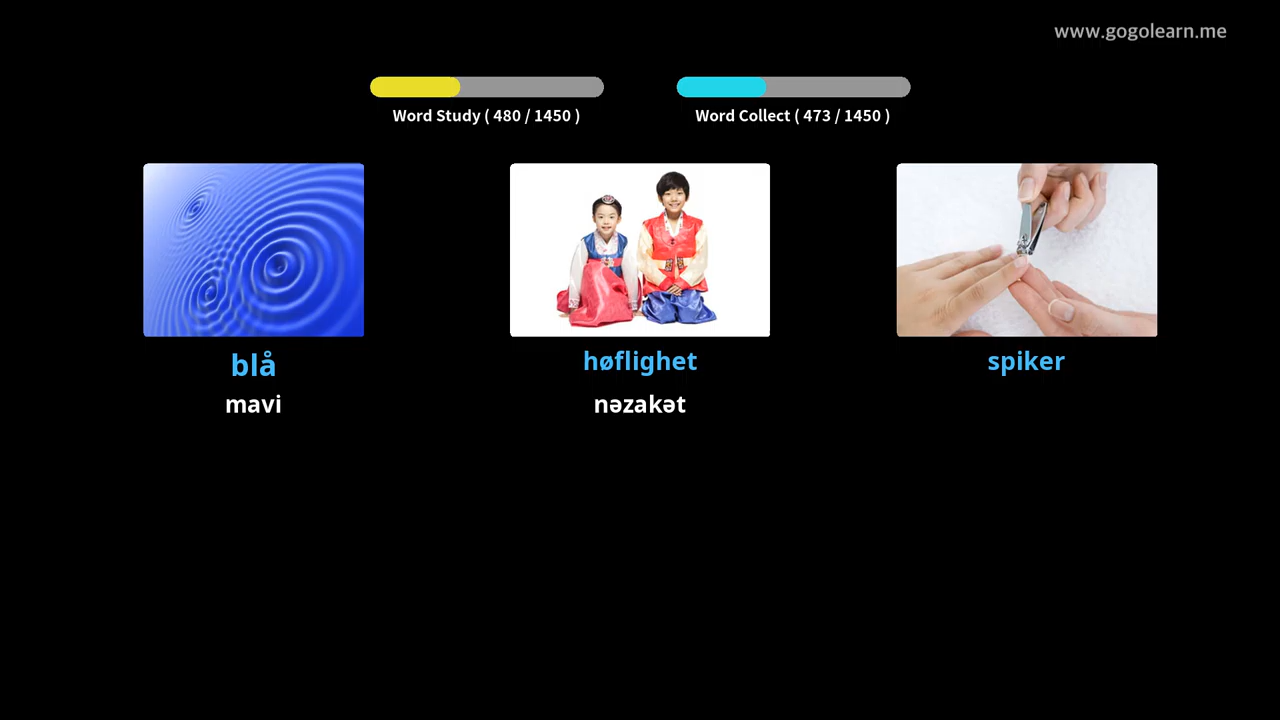 www.gogolearn.me
Word Study ( 480 / 1450 )
Word Collect ( 473 / 1450 )
blå
mavi
høflighet
nəzakət
spiker